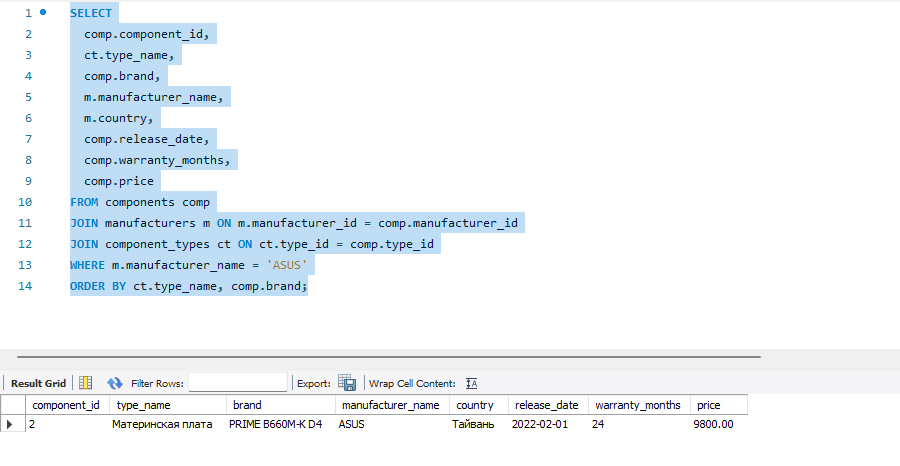 1 SELECT
2 comp.component_id,
3 ct.type_name,
4 comp.brand,
5 m.manufacturer_name,
6 m.country,
7 comp.release_date,
8 comp.warranty_months,
9 comp.price
10 FROM components comp
11 JOIN manufacturers m ON m.manufacturer_id = comp.manufacturer_id
12 JOIN component_types ct ON ct.type_id = comp.type_id
13 WHERE m.manufacturer_name = 'ASUS'
14 ORDER BY ct.type_name, comp.brand;
Result Grid Filter Rows: Export: Wrap Cell Content: IA
component_id type_name brand manufacturer_name country release_date warranty_months price
2 Материнская плата PRIME B660M-K D4 ASUS Тайвань 2022-02-01 24 9800.00